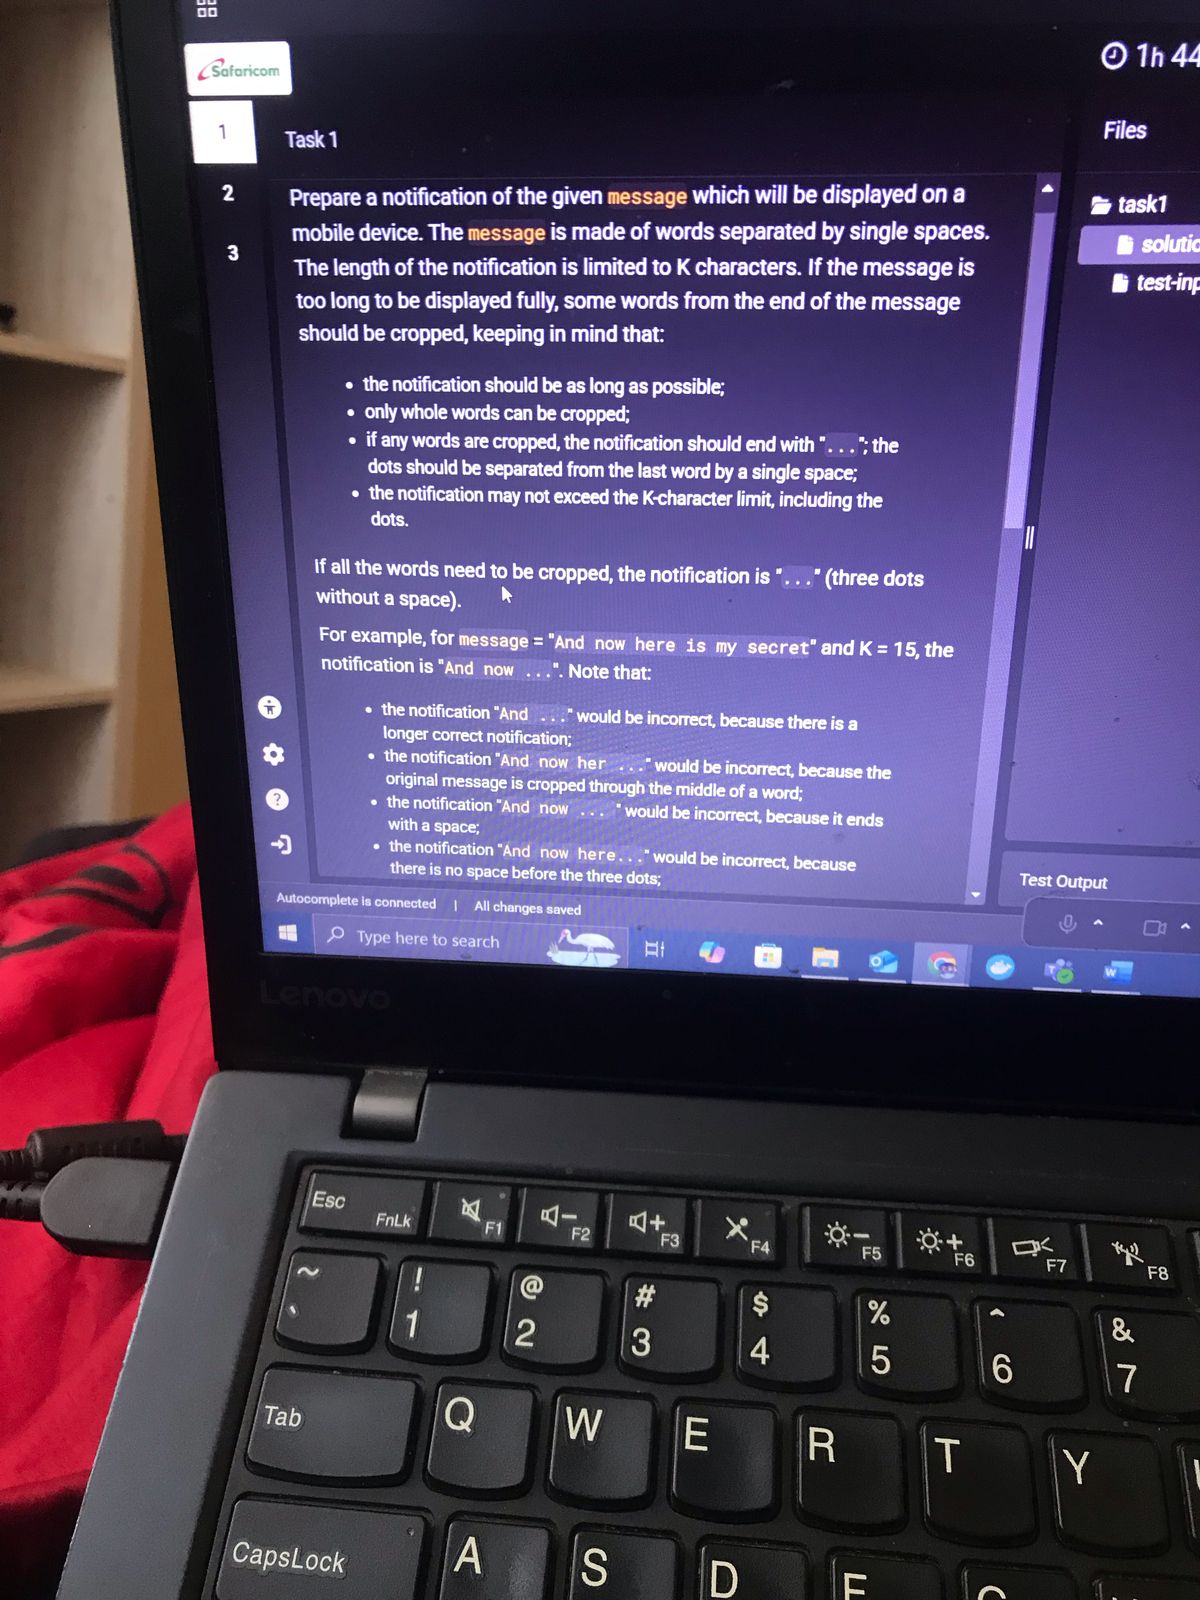 Safaricom
1h 44
1
Task 1
Files
2
3
Prepare a notification of the given message which will be displayed on a
mobile device. The message is made of words separated by single spaces.
The length of the notification is limited to K characters. If the message is
too long to be displayed fully, some words from the end of the message
should be cropped, keeping in mind that:
• the notification should be as long as possible;
• only whole words can be cropped;
• if any words are cropped, the notification should end with "..."; the
dots should be separated from the last word by a single space;
• the notification may not exceed the K-character limit, including the
dots.
If all the words need to be cropped, the notification is "..." (three dots
without a space).
For example, for message = "And now here is my secret" and K = 15, the
notification is "And now ...". Note that:
• the notification "And ..." would be incorrect, because there is a
longer correct notification;
• the notification "And now her ..." would be incorrect, because the
original message is cropped through the middle of a word;
• the notification "And now ... " would be incorrect, because it ends
with a space;
• the notification "And now here..." would be incorrect, because
there is no space before the three dots;
task1
solutio
test-inp
Test Output
Autocomplete is connected | All changes saved
Type here to search
Lenovo
Esc FnLk F1 F2 F3 F4 F5 F6 F7 F8
~ ` ! 1 @ 2 # 3 $ 4 % 5 ^ 6 & 7
Tab Q W E R T Y
CapsLock A S D F